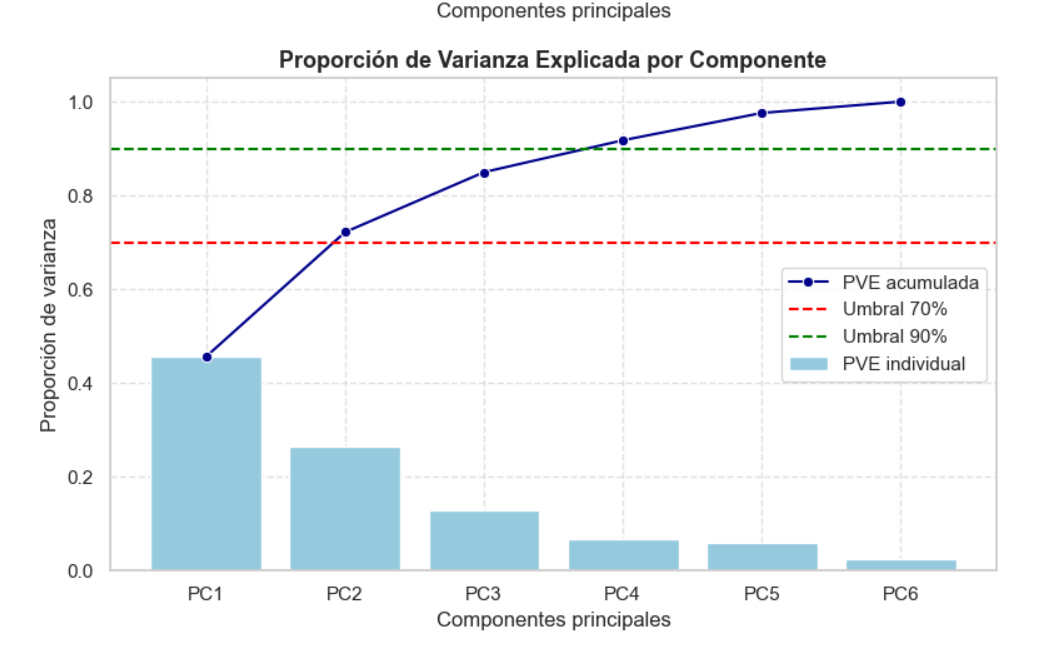 Componentes principales
Proporción de Varianza Explicada por Componente
Proporción de varianza
1.0
0.8
0.6
0.4
0.2
0.0
PVE acumulada
Umbral 70%
Umbral 90%
PVE individual
PC1 PC2 PC3 PC4 PC5 PC6
Componentes principales